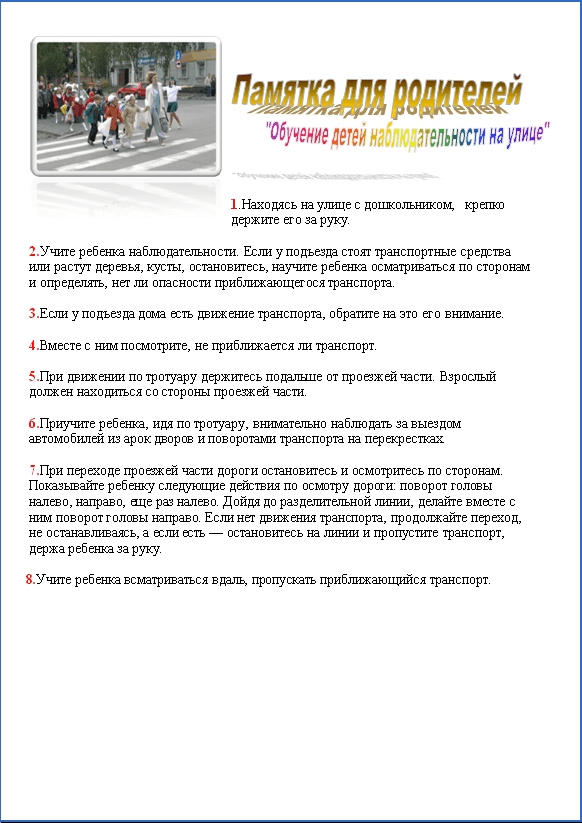 Памятка для родителей
"Обучение детей наблюдательности на улице"
1.Находясь на улице с дошкольником, крепко
держите его за руку.
2.Учите ребенка наблюдательности. Если у подъезда стоят транспортные средства
или растут деревья, кусты, остановитесь, научите ребенка осматриваться по сторонам
и определять, нет ли опасности приближающегося транспорта.
3.Если у подъезда дома есть движение транспорта, обратите на это его внимание.
4.Вместе с ним посмотрите, не приближается ли транспорт.
5.При движении по тротуару держитесь подальше от проезжей части. Взрослый
должен находиться со стороны проезжей части.
6.Приучите ребенка, идя по тротуару, внимательно наблюдать за выездом
автомобилей из арок дворов и поворотами транспорта на перекрестках.
7.При переходе проезжей части дороги остановитесь и осмотритесь по сторонам.
Показывайте ребенку следующие действия по осмотру дороги: поворот головы
налево, направо, еще раз налево. Дойдя до разделительной линии, делайте вместе с
ним поворот головы направо. Если нет движения транспорта, продолжайте переход,
не останавливаясь, а если есть — остановитесь на линии и пропустите транспорт,
держа ребенка за руку.
8.Учите ребенка всматриваться вдаль, пропускать приближающийся транспорт.